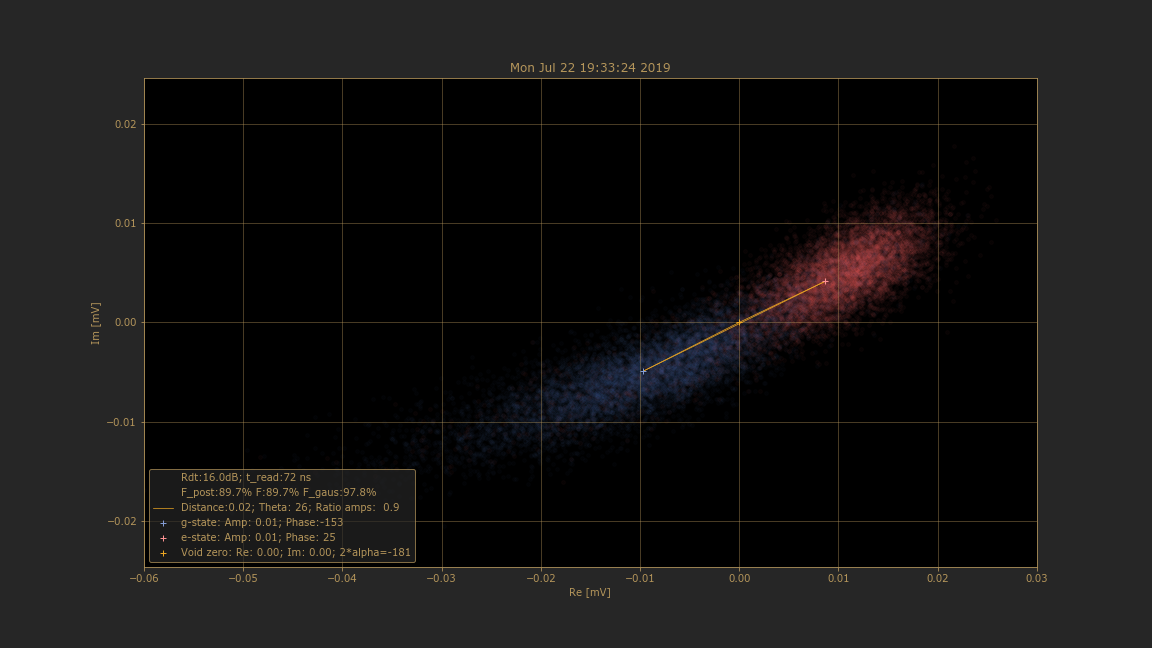 Mon Jul 22 19:33:24 2019
0.02
0.01
0.00
−0.01
−0.02
Im [mV]
Rdt:16.0dB; t_read:72 ns
F_post:89.7% F:89.7% F_gaus:97.8%
Distance:0.02; Theta: 26; Ratio amps:  0.9
g-state: Amp: 0.01; Phase:-153
e-state: Amp: 0.01; Phase: 25
Void zero: Re: 0.00; Im: 0.00; 2*alpha=-181
−0.06 −0.05 −0.04 −0.03 −0.02 −0.01 0.00 0.01 0.02 0.03
Re [mV]